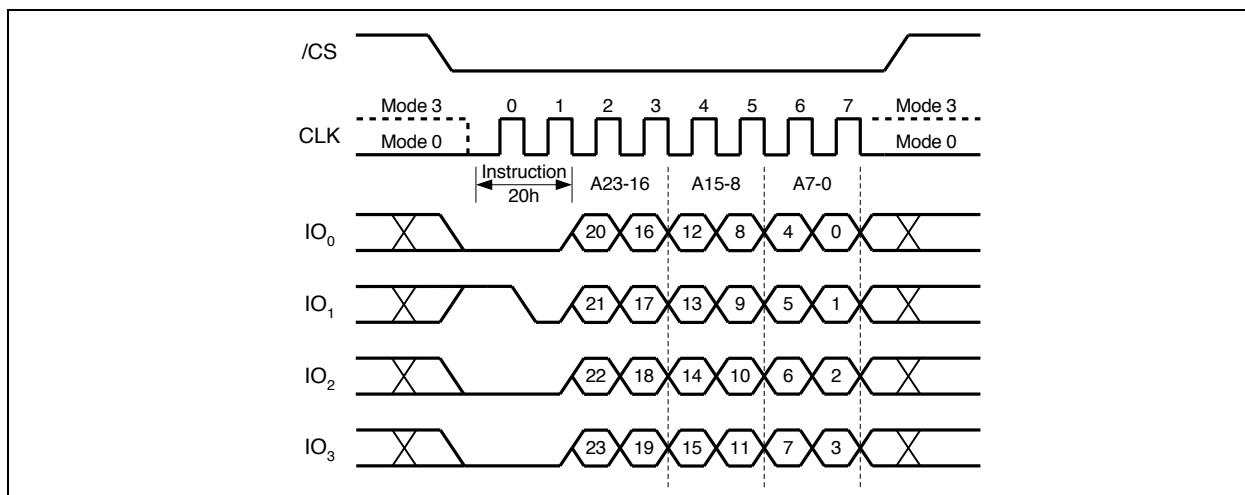 /CS
Mode 3 0 1 2 3 4 5 6 7 Mode 3
CLK
Mode 0 Mode 0
Instruction
20h
A23-16 A15-8 A7-0
IO0 20 16 12 8 4 0
IO1 21 17 13 9 5 1
IO2 22 18 14 10 6 2
IO3 23 19 15 11 7 3